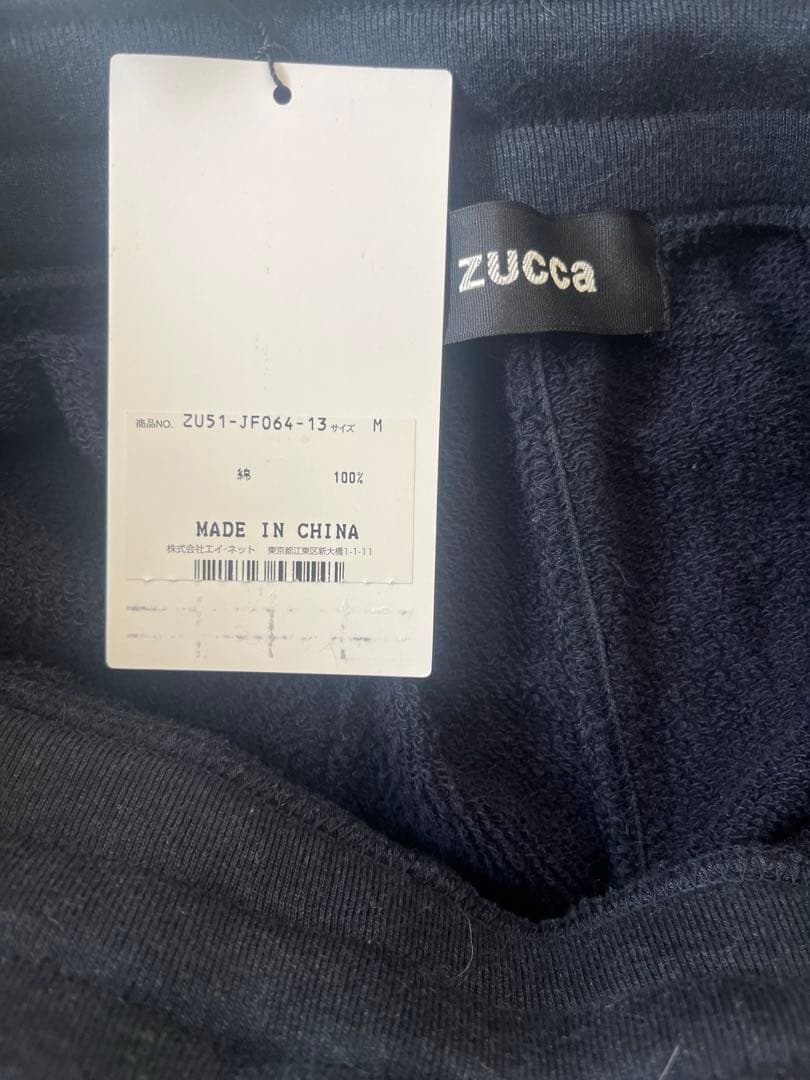 zucca
商品NO. ZU51-JF064-13 サイズ M
綿 100%
MADE IN CHINA
株式会社エイ・ネット 東京都江東区新大橋1-1-11